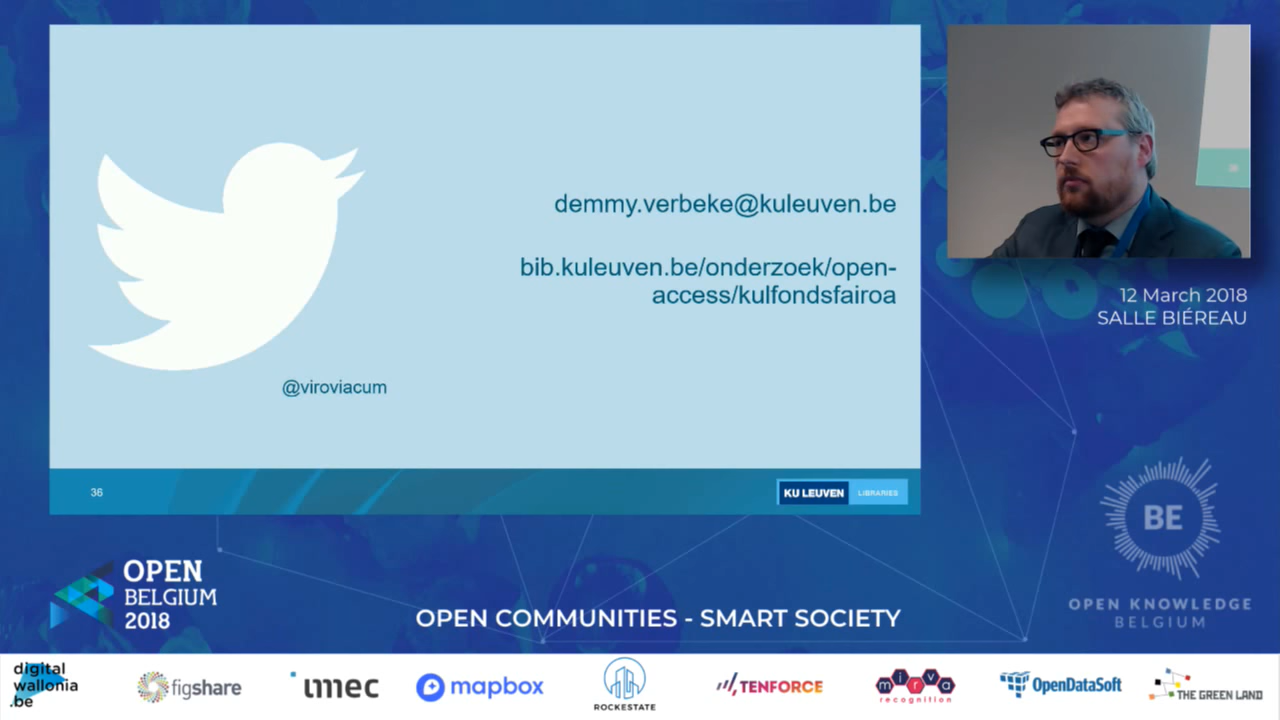 demmy.verbeke@kuleuven.be
bib.kuleuven.be/onderzoek/open-
access/kulfondsfairoa
@viroviacum
36
KU LEUVEN LIBRARIES
12 March 2018
SALLE BIÉREAU
BE
OPEN KNOWLEDGE
BELGIUM
OPEN
BELGIUM
2018
OPEN COMMUNITIES - SMART SOCIETY
digital
wallonia
.be
figshare
imec
mapbox
ROCKESTATE
TENFORCE
mirva
recognition
OpenDataSoft
THE GREEN LAND